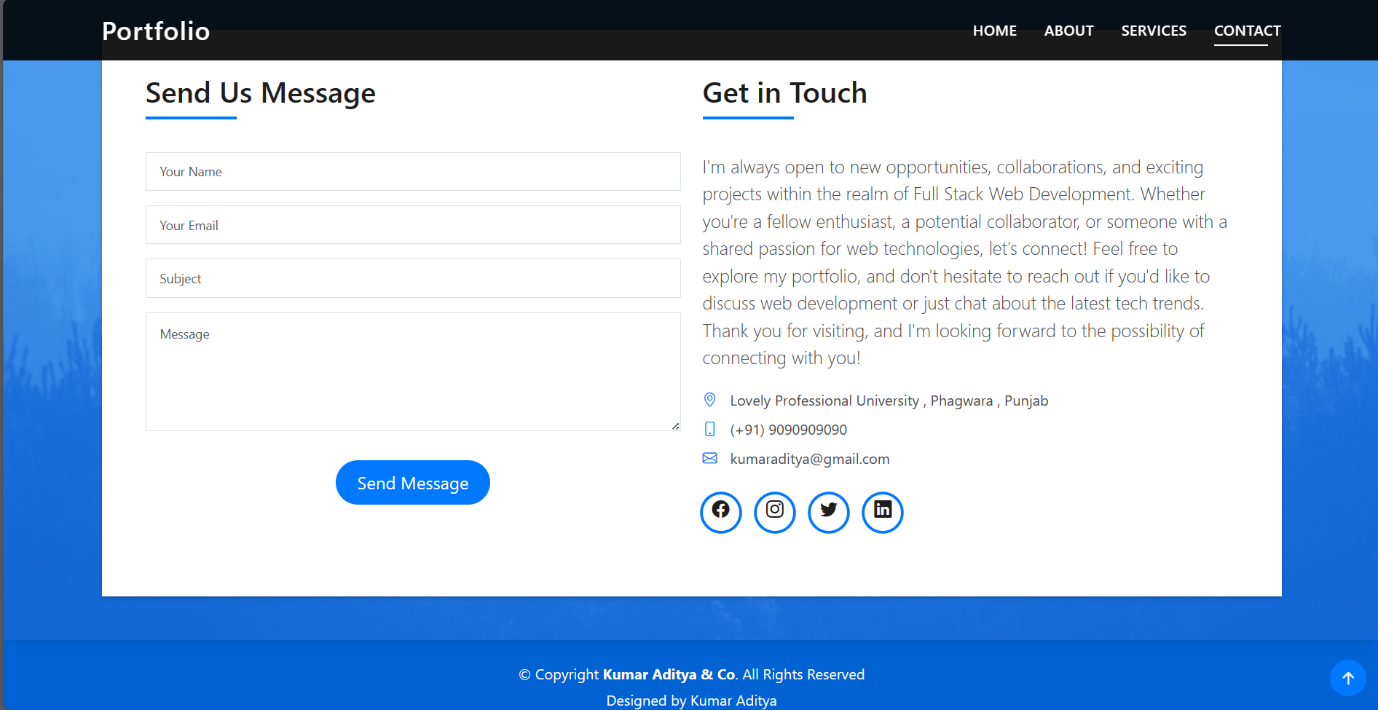 Portfolio
HOME ABOUT SERVICES CONTACT
Send Us Message
Your Name
Your Email
Subject
Message
Send Message
Get in Touch
I'm always open to new opportunities, collaborations, and exciting
projects within the realm of Full Stack Web Development. Whether
you're a fellow enthusiast, a potential collaborator, or someone with a
shared passion for web technologies, let's connect! Feel free to
explore my portfolio, and don't hesitate to reach out if you'd like to
discuss web development or just chat about the latest tech trends.
Thank you for visiting, and I'm looking forward to the possibility of
connecting with you!
Lovely Professional University , Phagwara , Punjab
(+91) 9090909090
kumaraditya@gmail.com
© Copyright Kumar Aditya & Co. All Rights Reserved
Designed by Kumar Aditya